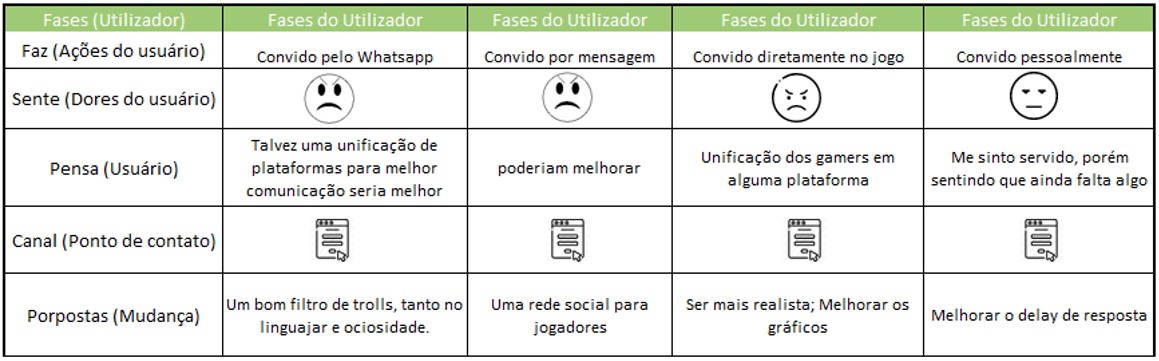 Fases (Utilizador)
Fases do Utilizador
Fases do Utilizador
Fases do Utilizador
Fases do Utilizador
Faz (Ações do usuário)
Convido pelo Whatsapp
Convido por mensagem
Convido diretamente no jogo
Convido pessoalmente
Sente (Dores do usuário)
Pensa (Usuário)
Talvez uma unificação de
plataformas para melhor
comunicação seria melhor
poderiam melhorar
Unificação dos gamers em
alguma plataforma
Me sinto servido, porém
sentindo que ainda falta algo
Canal (Ponto de contato)
Porpostas (Mudança)
Um bom filtro de trolls, tanto no
linguajar e ociosidade.
Uma rede social para
jogadores
Ser mais realista; Melhorar os
gráficos
Melhorar o delay de resposta